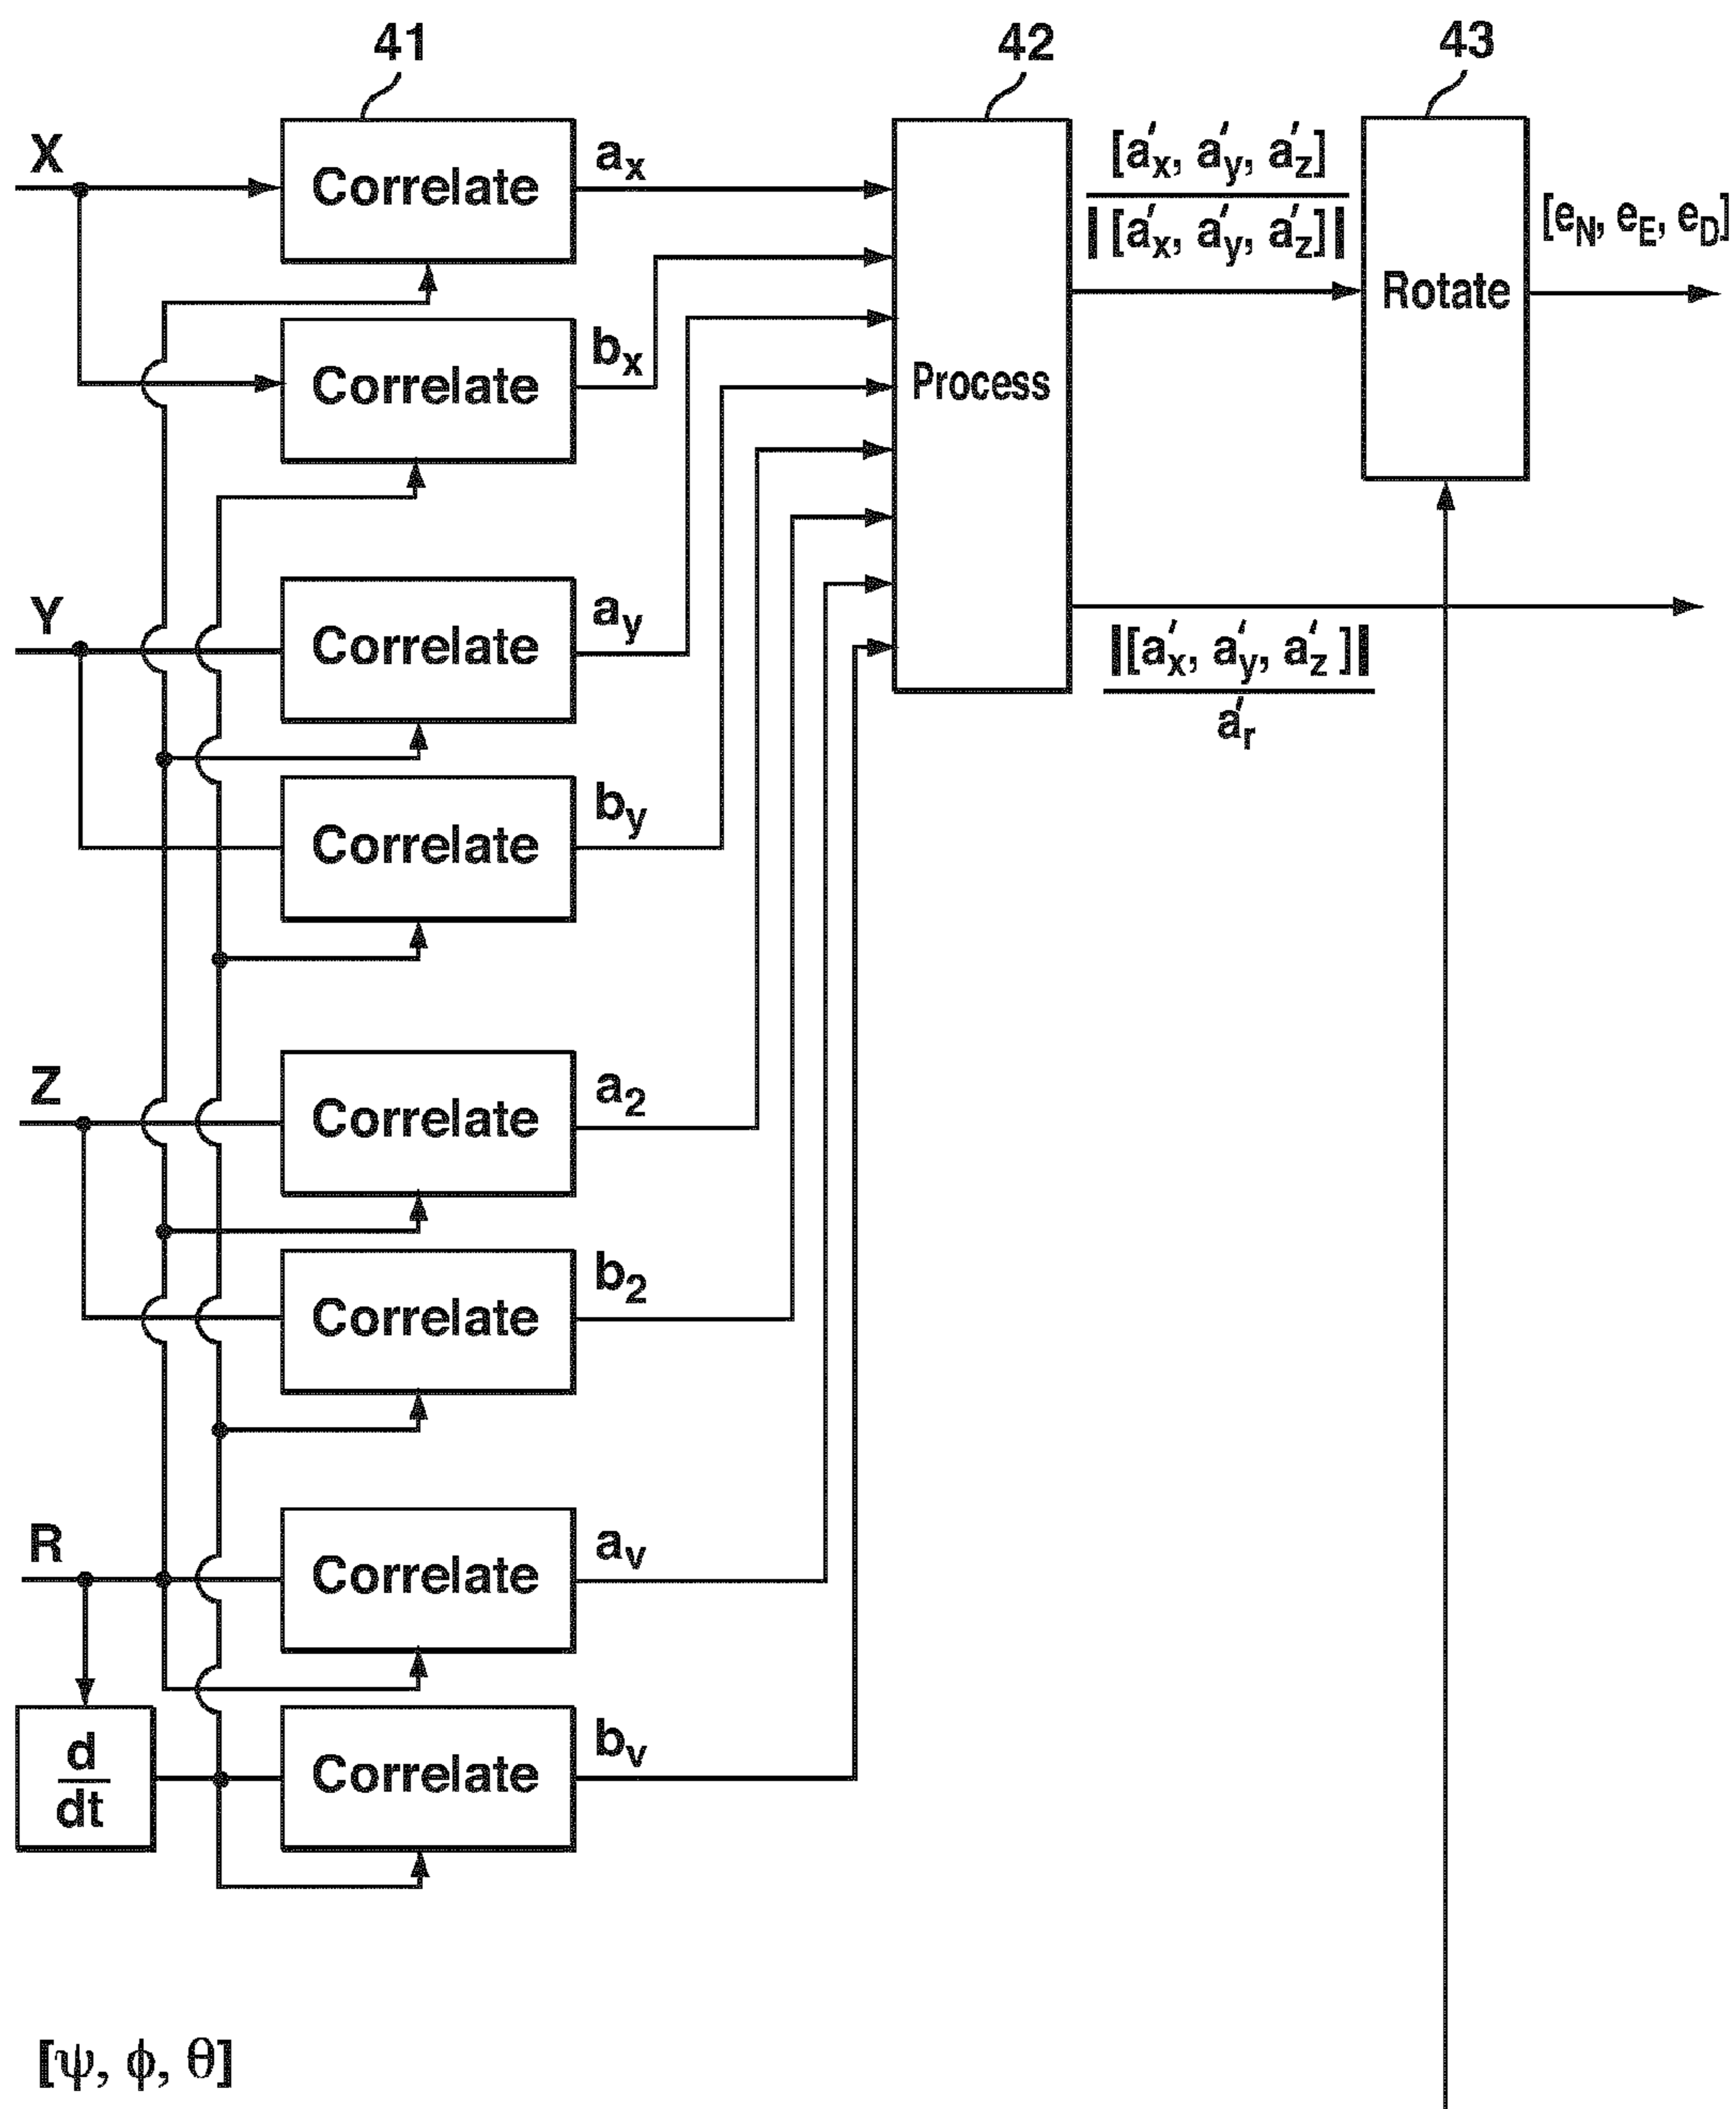 41
42
43
X
Correlate
a_x
Process
[a'_x, a'_y, a'_z]
|[a'_x, a'_y, a'_z]|
Rotate
[e_N, e_E, e_D]
Correlate
b_x
Y
Correlate
a_y
|[a'_x, a'_y, a'_z]|
a'_r
Correlate
b_y
Z
Correlate
a_2
Correlate
b_2
R
Correlate
a_v
d
dt
Correlate
b_v
[ψ, ϕ, θ]